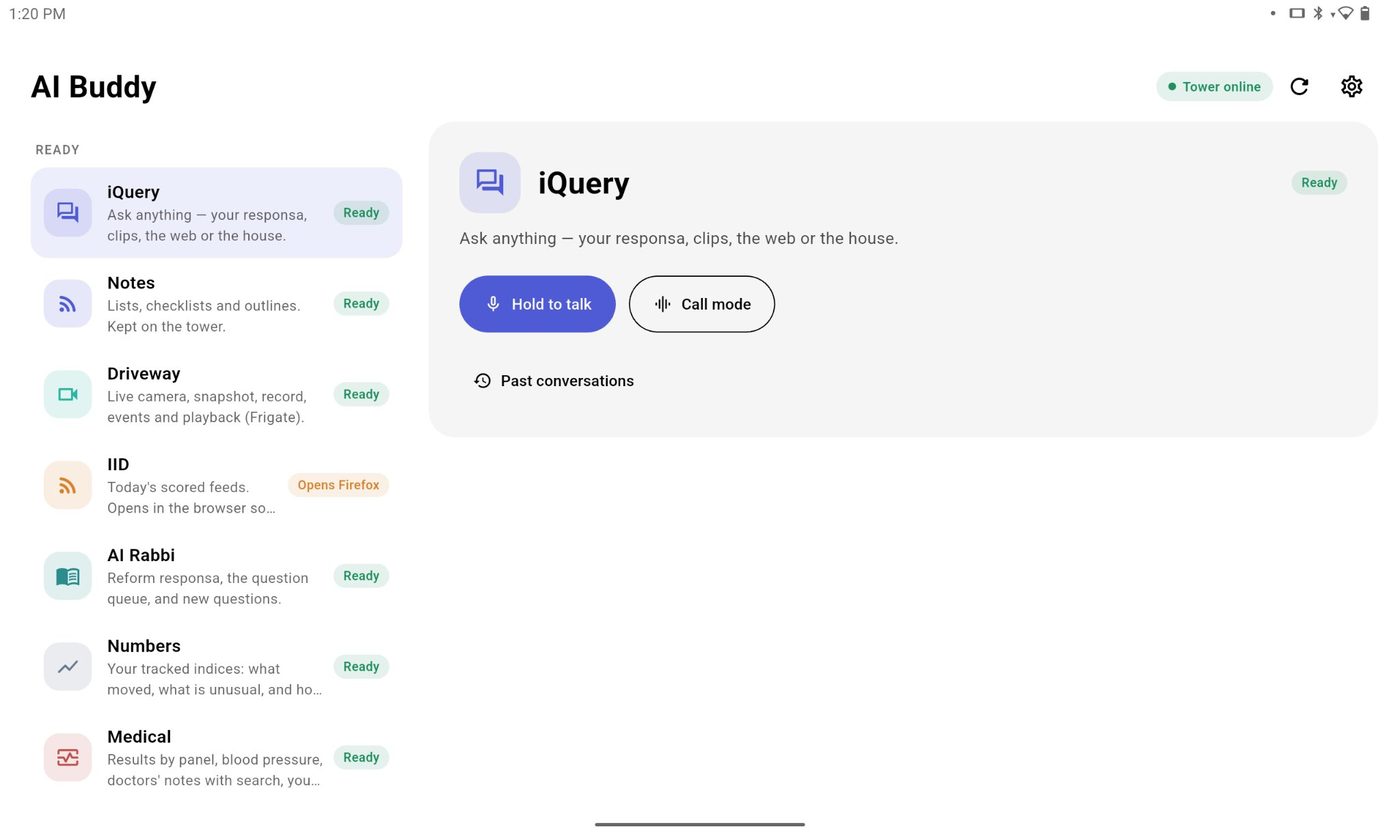 1:20 PM
AI Buddy
Tower online
READY
iQuery
Ask anything — your responsa,
clips, the web or the house.
Ready
Notes
Lists, checklists and outlines.
Kept on the tower.
Ready
Driveway
Live camera, snapshot, record,
events and playback (Frigate).
Ready
IID
Today's scored feeds.
Opens in the browser so…
Opens Firefox
AI Rabbi
Reform responsa, the question
queue, and new questions.
Ready
Numbers
Your tracked indices: what
moved, what is unusual, and ho…
Ready
Medical
Results by panel, blood pressure,
doctors' notes with search, you…
Ready
iQuery
Ready
Ask anything — your responsa, clips, the web or the house.
Hold to talk
Call mode
Past conversations